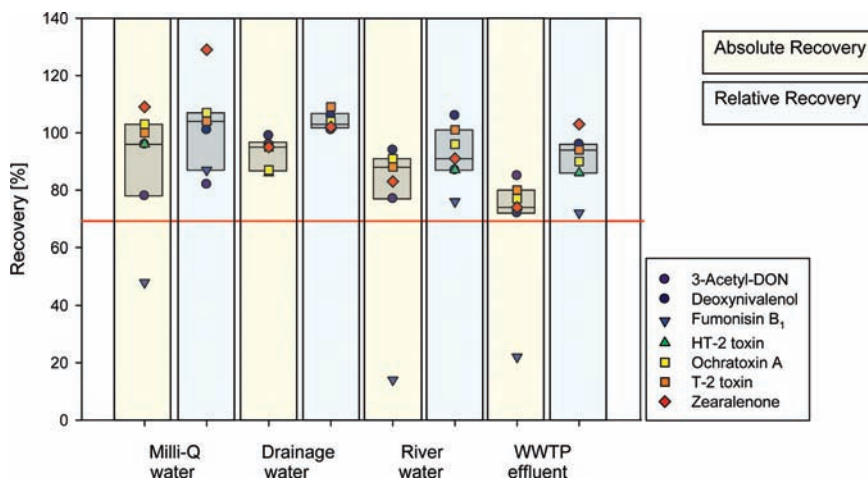 140
120
100
80
60
40
20
0
Recovery [%]
Milli-Q
water
Drainage
water
River
water
WWTP
effluent
Absolute Recovery
Relative Recovery
3-Acetyl-DON
Deoxynivalenol
Fumonisin B₁
HT-2 toxin
Ochratoxin A
T-2 toxin
Zearalenone